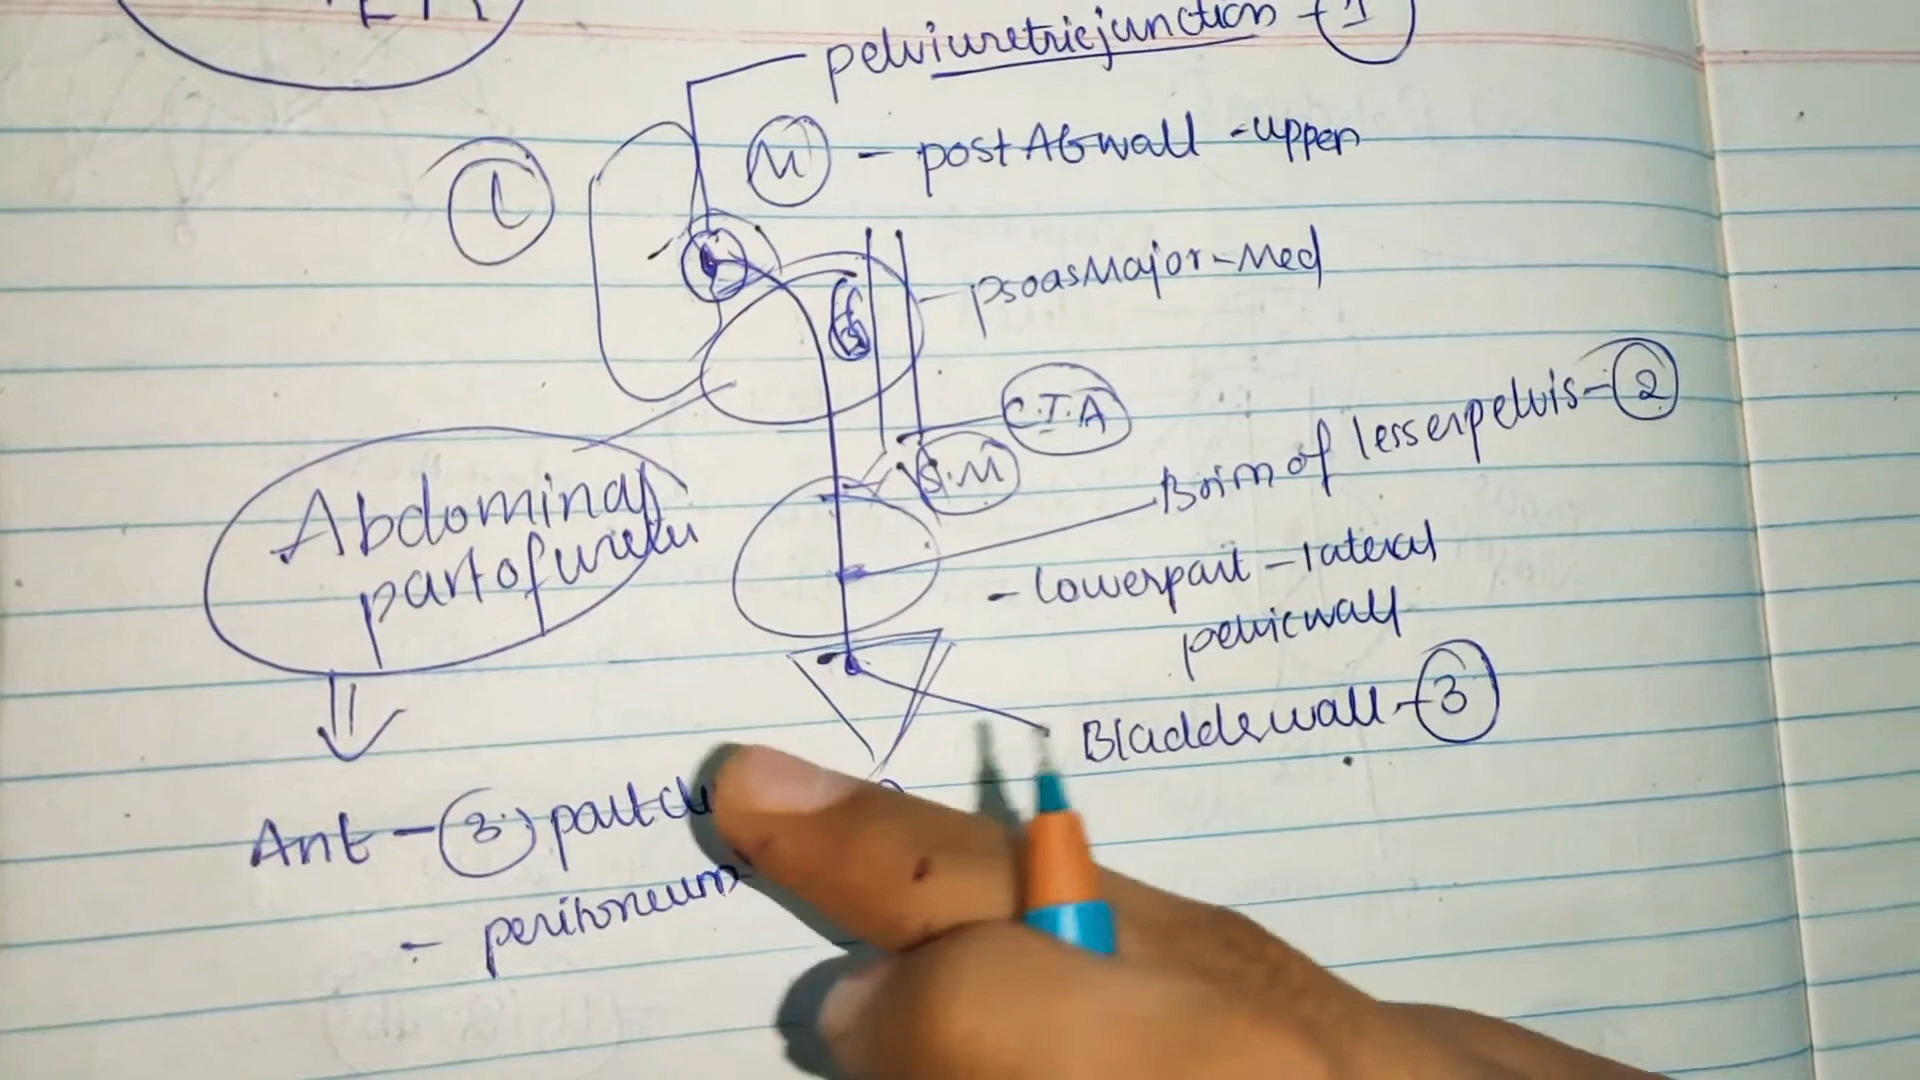 pelviuretricjunction - 1
M - post Ab wall - upper
L
psoas Major - Med
C.I.A
S.M
Brim of lesser pelvis - 2
Abdominal
part of ureter
- lower part - lateral
pelvic wall
Bladder wall - 3
Ant - 3 part
- peritoneum